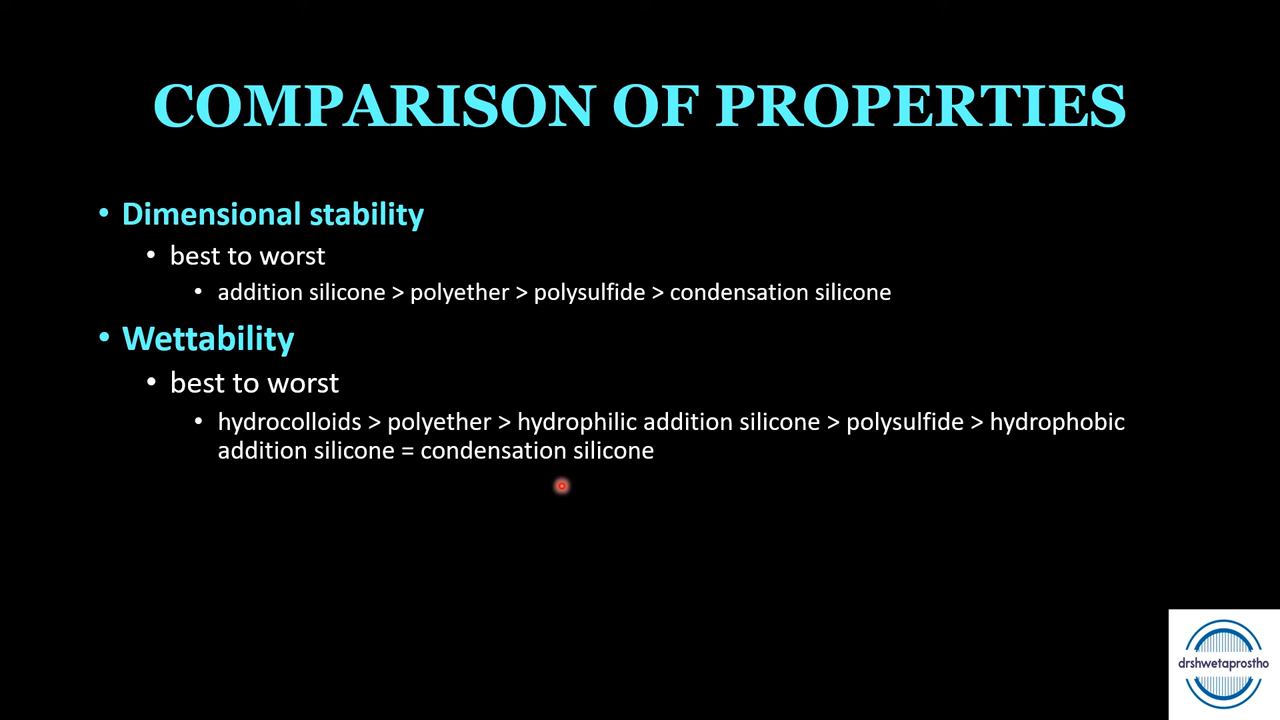 COMPARISON OF PROPERTIES
• Dimensional stability
• best to worst
• addition silicone > polyether > polysulfide > condensation silicone
• Wettability
• best to worst
• hydrocolloids > polyether > hydrophilic addition silicone > polysulfide > hydrophobic
addition silicone = condensation silicone
drshwetaprostho